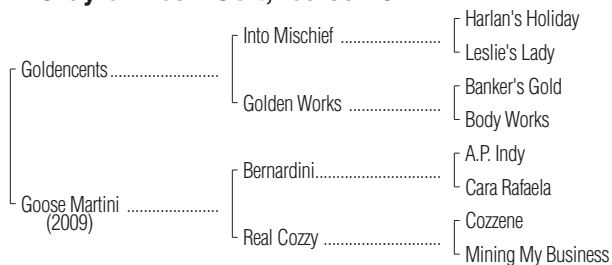 Harlan's Holiday
Into Mischief ........................
Leslie's Lady
Goldencents..........................
Banker's Gold
Golden Works ......................
Body Works
A.P. Indy
Bernardini..............................
Cara Rafaela
Goose Martini ......................
(2009)
Cozzene
Real Cozzy ..........................
Mining My Business